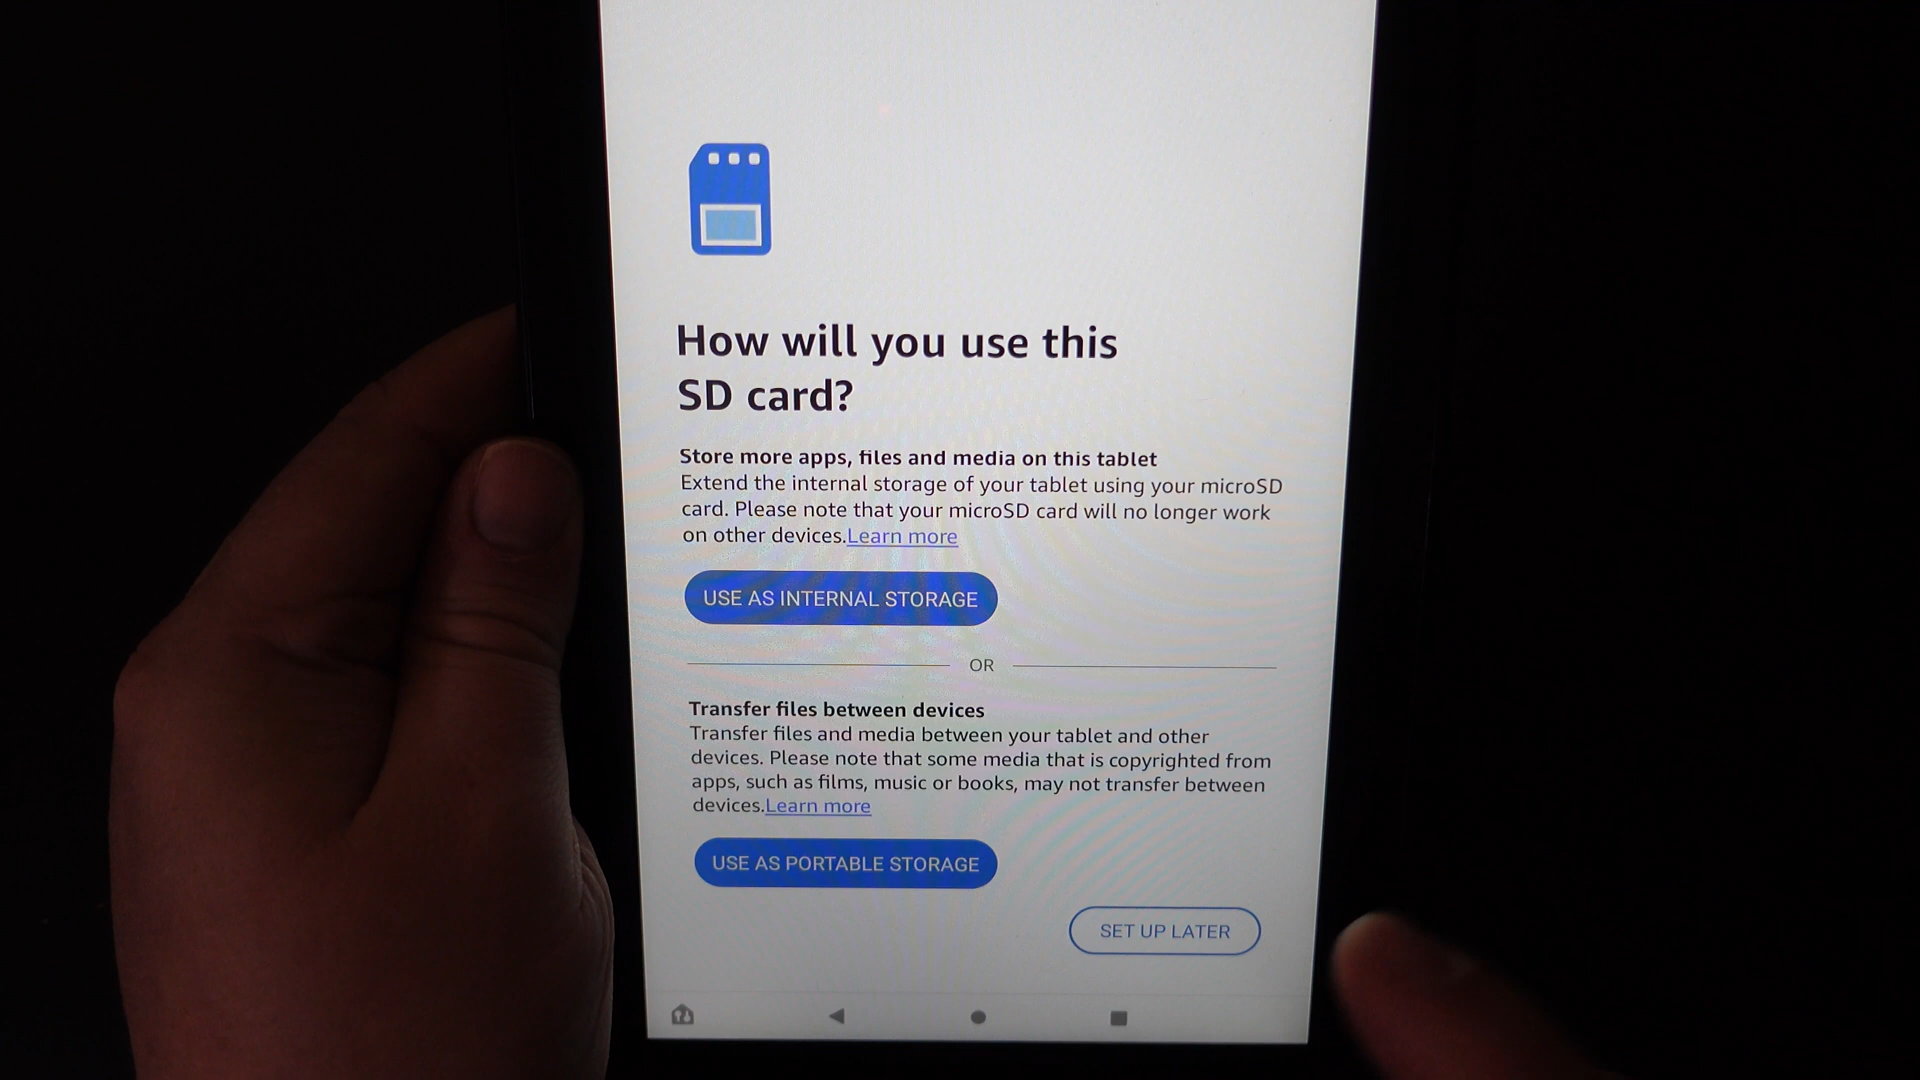 How will you use this
SD card?
Store more apps, files and media on this tablet
Extend the internal storage of your tablet using your microSD
card. Please note that your microSD card will no longer work
on other devices.Learn more
USE AS INTERNAL STORAGE
OR
Transfer files between devices
Transfer files and media between your tablet and other
devices. Please note that some media that is copyrighted from
apps, such as films, music or books, may not transfer between
devices.Learn more
USE AS PORTABLE STORAGE
SET UP LATER